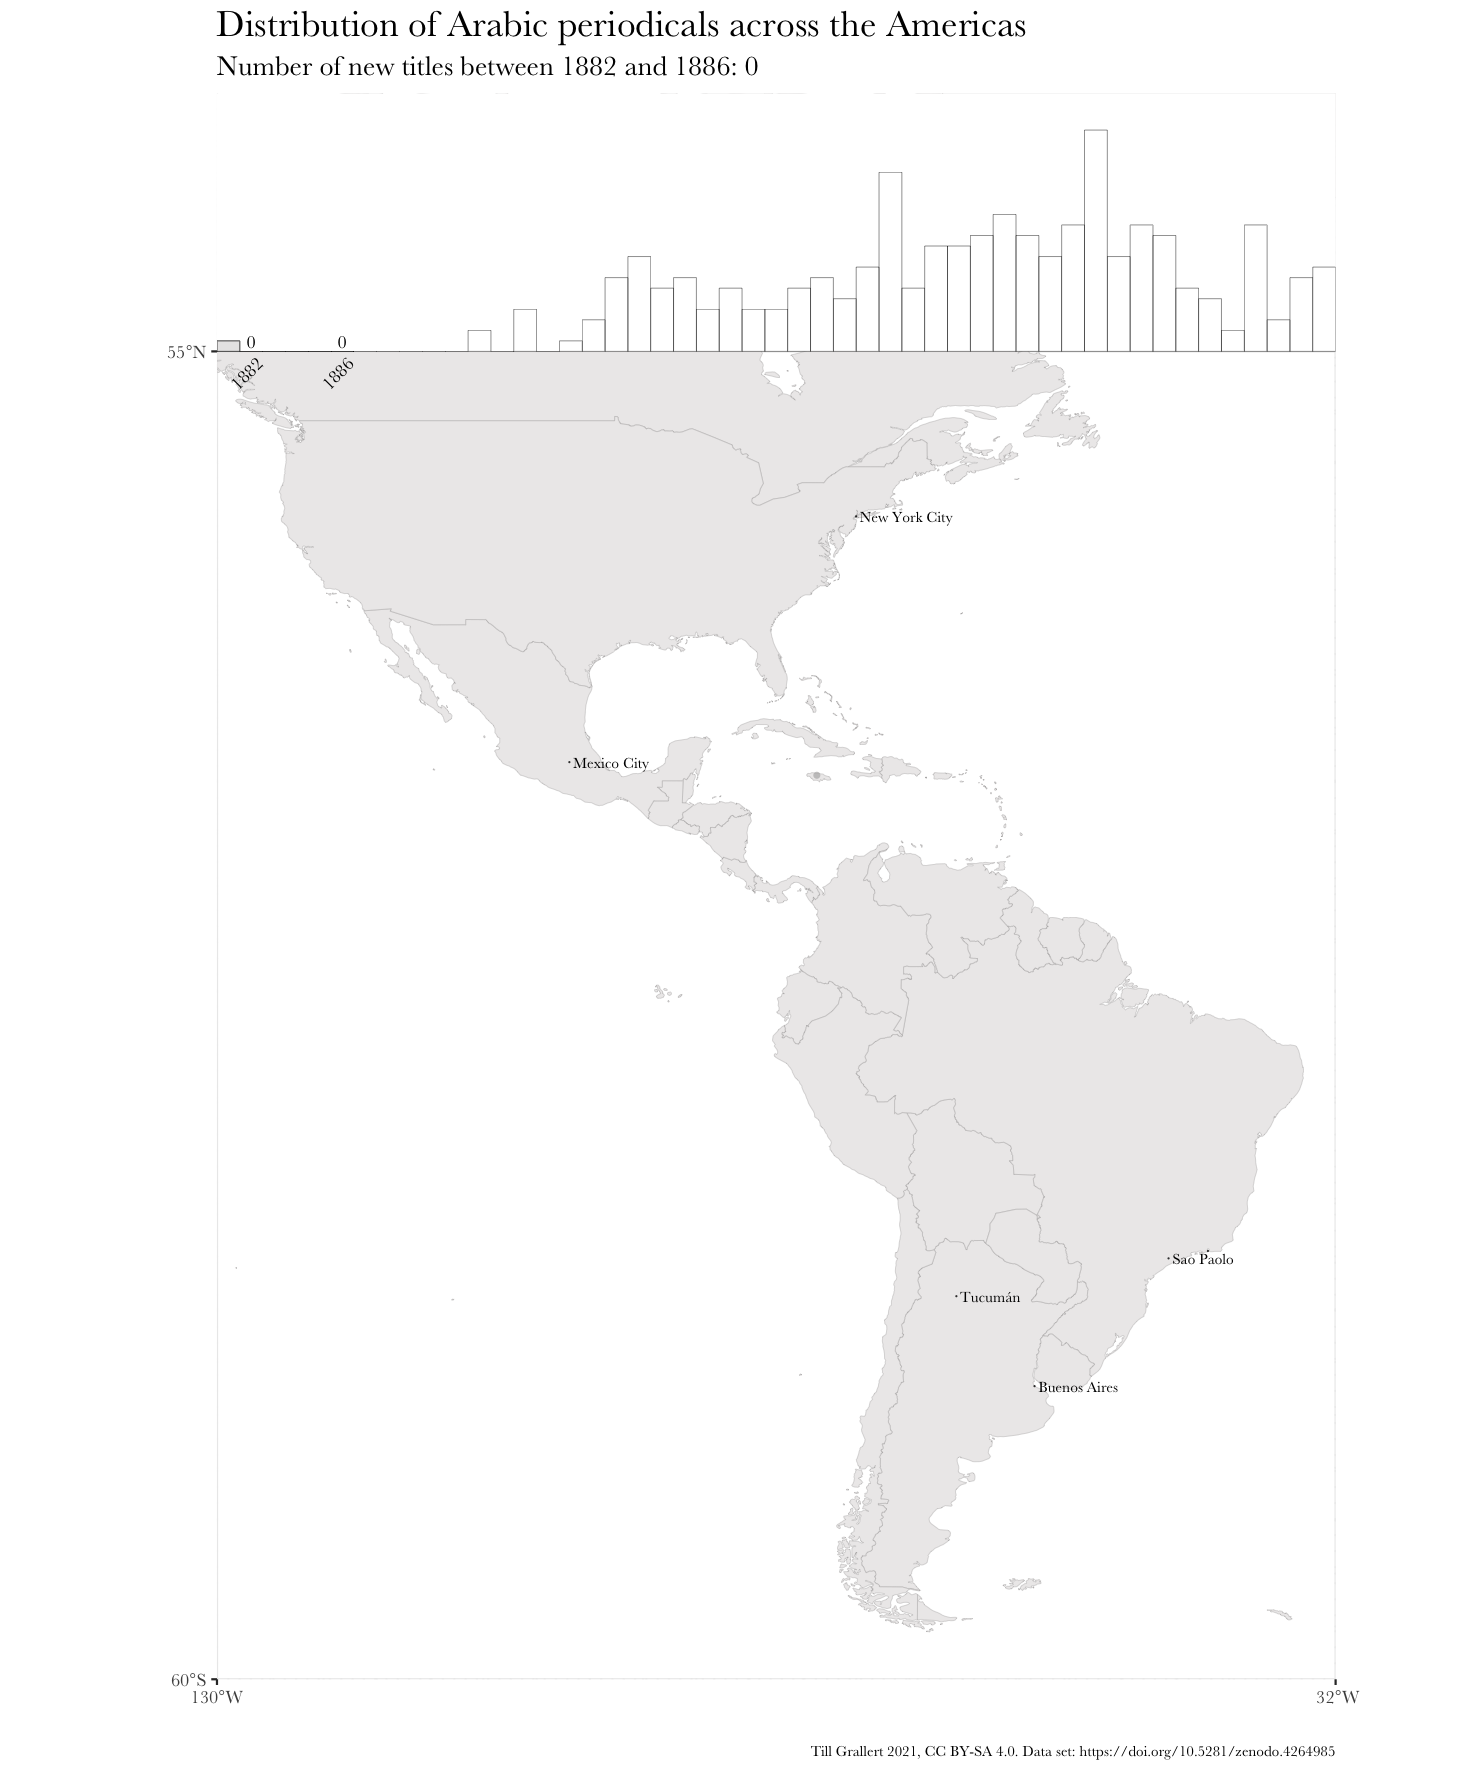 Distribution of Arabic periodicals across the Americas
Number of new titles between 1882 and 1886: 0
0
0
55°N
1882
1886
New York City
Mexico City
Sao Paolo
Tucumán
Buenos Aires
60°S
130°W
32°W
Till Grallert 2021, CC BY-SA 4.0. Data set: https://doi.org/10.5281/zenodo.4264985